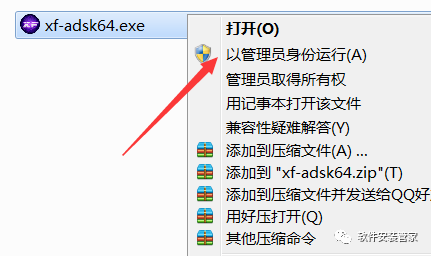 xf-adsk64.exe
打开(O)
以管理员身份运行(A)
管理员取得所有权
用记事本打开该文件
兼容性疑难解答(Y)
添加到压缩文件(A) ...
添加到 "xf-adsk64.zip"(T)
添加到压缩文件并发送给QQ好
用好压打开(Q)
其他压缩命令
软件安装管家